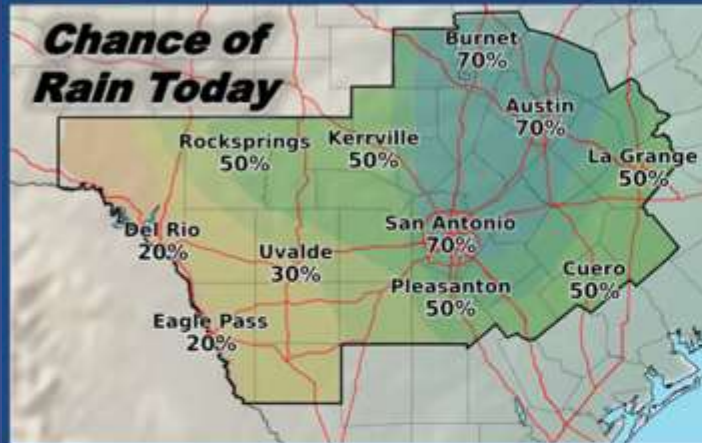 Chance of
Rain Today
Burnet
70%
Austin
70%
Rocksprings
50%
Kerrville
50%
La Grange
50%
Del Rio
20%
Uvalde
30%
San Antonio
70%
Pleasanton
50%
Cuero
50%
Eagle Pass
20%